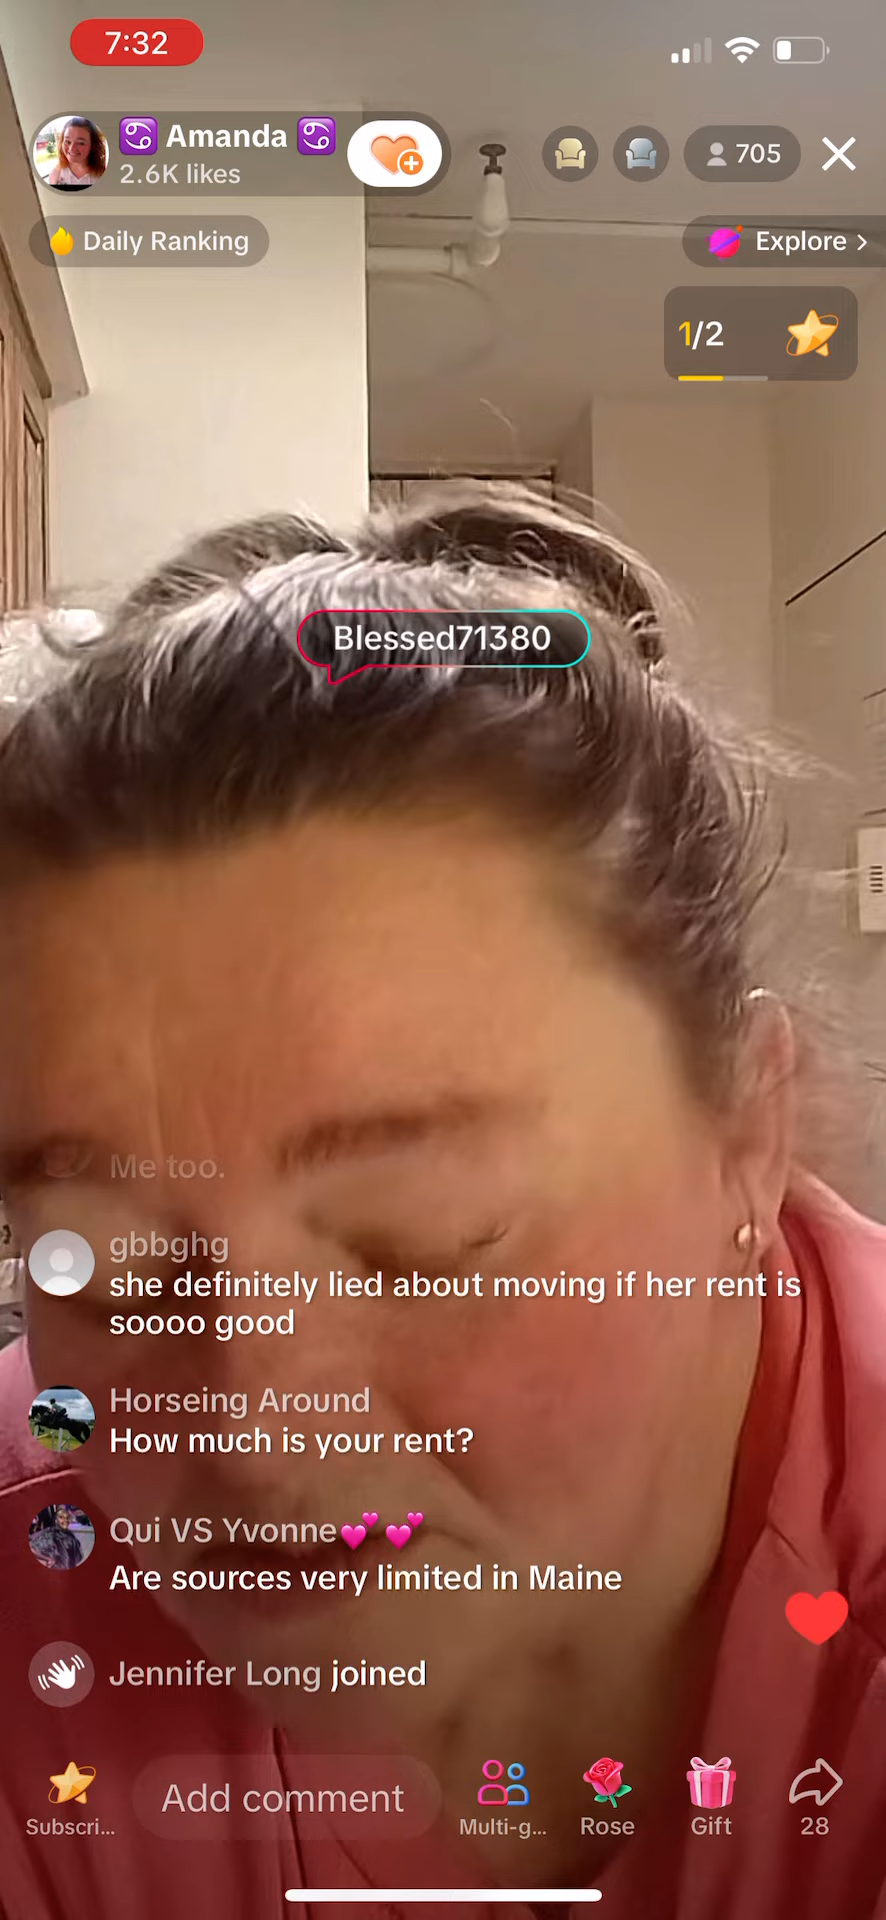 7:32
♋ Amanda ♋
2.6K likes
705
Daily Ranking
Explore >
1/2
Blessed71380
Me too.
gbbghg
she definitely lied about moving if her rent is
soooo good
Horseing Around
How much is your rent?
Qui VS Yvonne💕💕
Are sources very limited in Maine
Jennifer Long joined
Subscri...
Add comment
Multi-g...
Rose
Gift
28